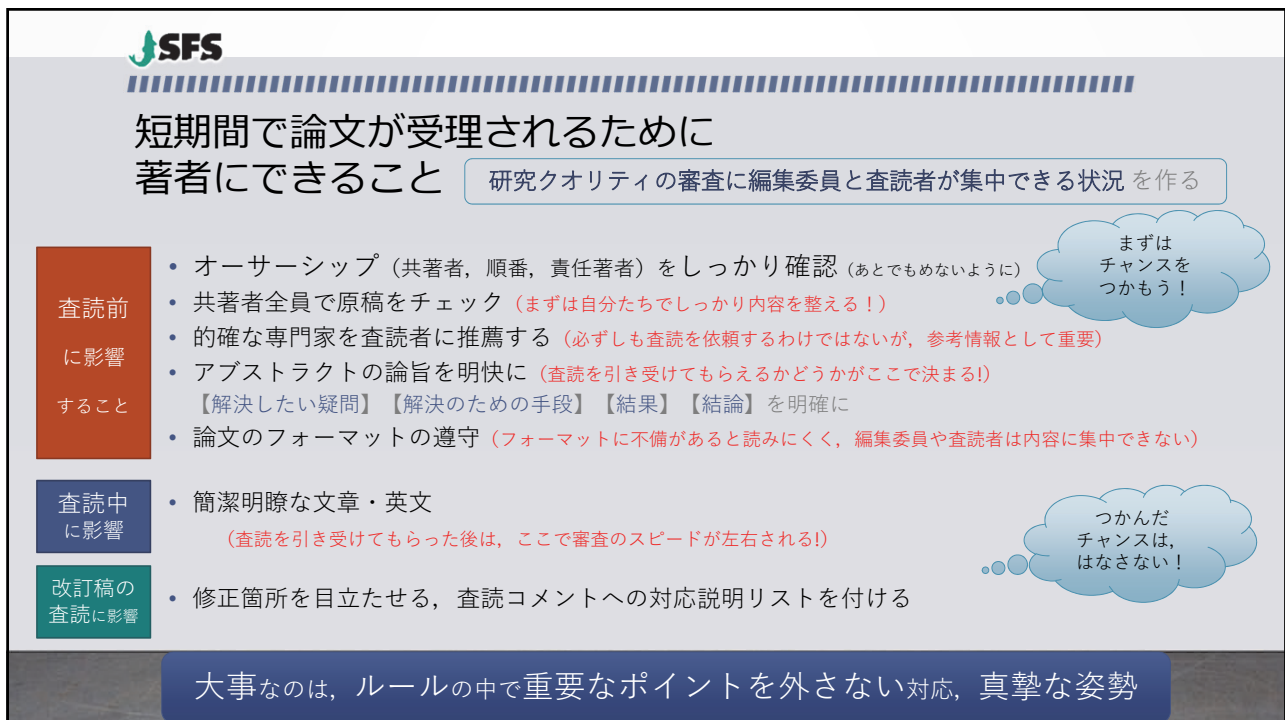 SFS
短期間で論文が受理されるために
著者にできること
研究クオリティの審査に編集委員と査読者が集中できる状況 を作る
まずは
チャンスを
つかもう！
査読前
に影響
すること
• オーサーシップ（共著者，順番，責任著者）をしっかり確認（あとでもめないように）
• 共著者全員で原稿をチェック（まずは自分たちでしっかり内容を整える！）
• 的確な専門家を査読者に推薦する（必ずしも査読を依頼するわけではないが，参考情報として重要）
• アブストラクトの論旨を明快に（査読を引き受けてもらえるかどうかがここで決まる!）
【解決したい疑問】【解決のための手段】【結果】【結論】を明確に
• 論文のフォーマットの遵守（フォーマットに不備があると読みにくく，編集委員や査読者は内容に集中できない）
査読中
に影響
• 簡潔明瞭な文章・英文
（査読を引き受けてもらった後は，ここで審査のスピードが左右される!）
つかんだ
チャンスは，
はなさない！
改訂稿の
査読に影響
• 修正箇所を目立たせる，査読コメントへの対応説明リストを付ける
大事なのは，ルールの中で重要なポイントを外さない対応，真摯な姿勢